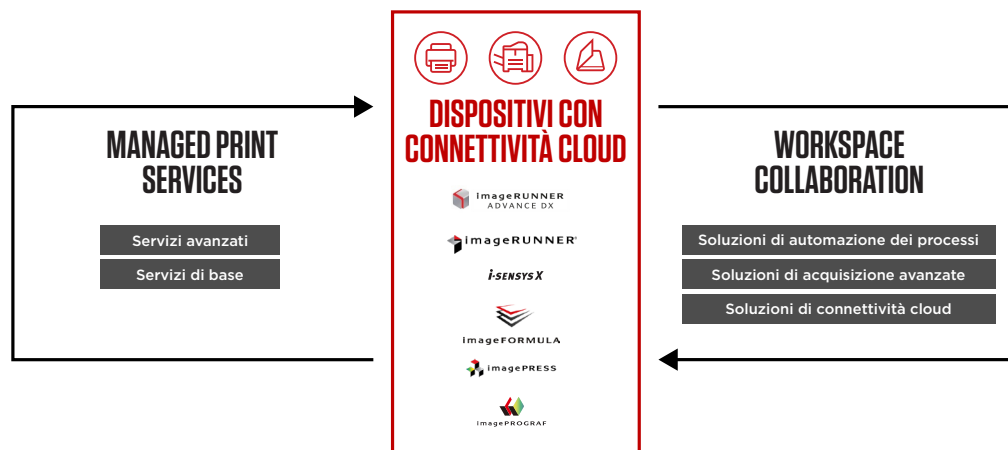 MANAGED PRINT
SERVICES
Servizi avanzati
Servizi di base
DISPOSITIVI CON
CONNETTIVITÀ CLOUD
imageRUNNER
ADVANCE DX
imageRUNNER®
i-SENSYS X
imageFORMULA
imagePRESS
imagePROGRAF
WORKSPACE
COLLABORATION
Soluzioni di automazione dei processi
Soluzioni di acquisizione avanzate
Soluzioni di connettività cloud